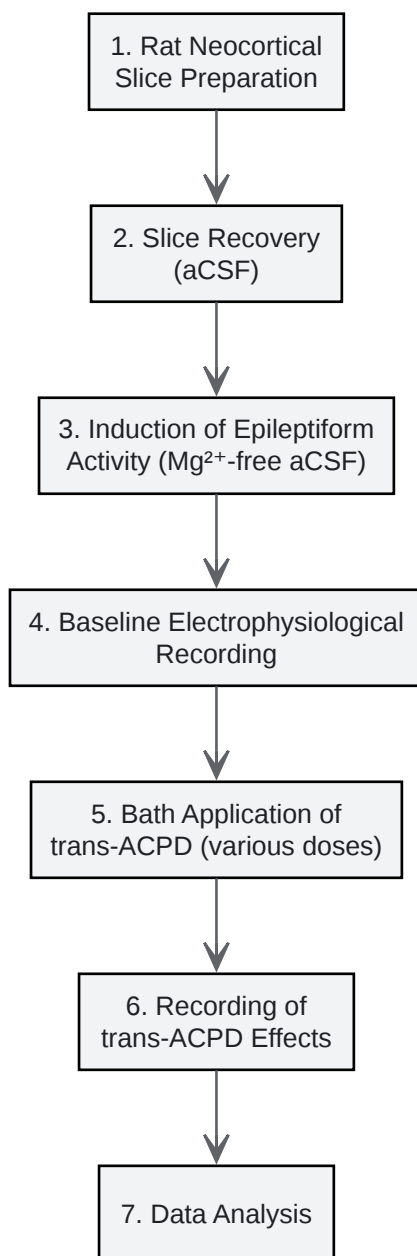 1. Rat Neocortical
Slice Preparation
2. Slice Recovery
(aCSF)
3. Induction of Epileptiform
Activity (Mg²⁺-free aCSF)
4. Baseline Electrophysiological
Recording
5. Bath Application of
trans-ACPD (various doses)
6. Recording of
trans-ACPD Effects
7. Data Analysis